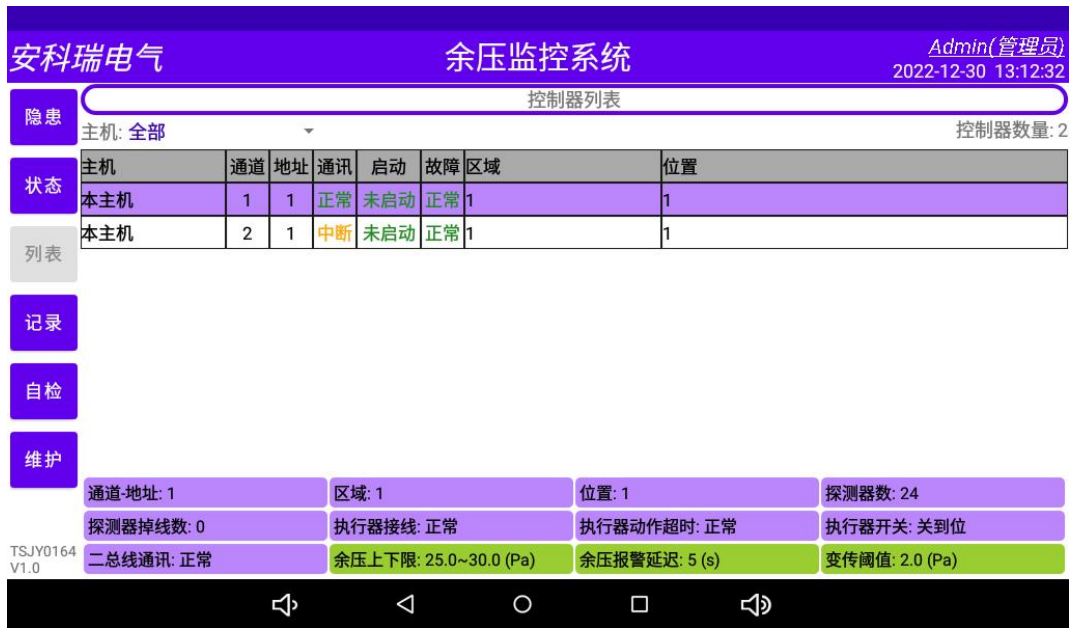 安科瑞电气
余压监控系统
Admin(管理员)
2022-12-30 13:12:32
隐患
状态
列表
记录
自检
维护
TSJY0164
V1.0
控制器列表
主机: 全部
控制器数量: 2
主机 通道 地址 通讯 启动 故障 区域 位置
本主机 1 1 正常 未启动 正常 1 1
本主机 2 1 中断 未启动 正常 1 1
通道-地址: 1 区域: 1 位置: 1 探测器数: 24
探测器掉线数: 0 执行器接线: 正常 执行器动作超时: 正常 执行器开关: 关到位
二总线通讯: 正常 余压上下限: 25.0~30.0 (Pa) 余压报警延迟: 5 (s) 变传阈值: 2.0 (Pa)